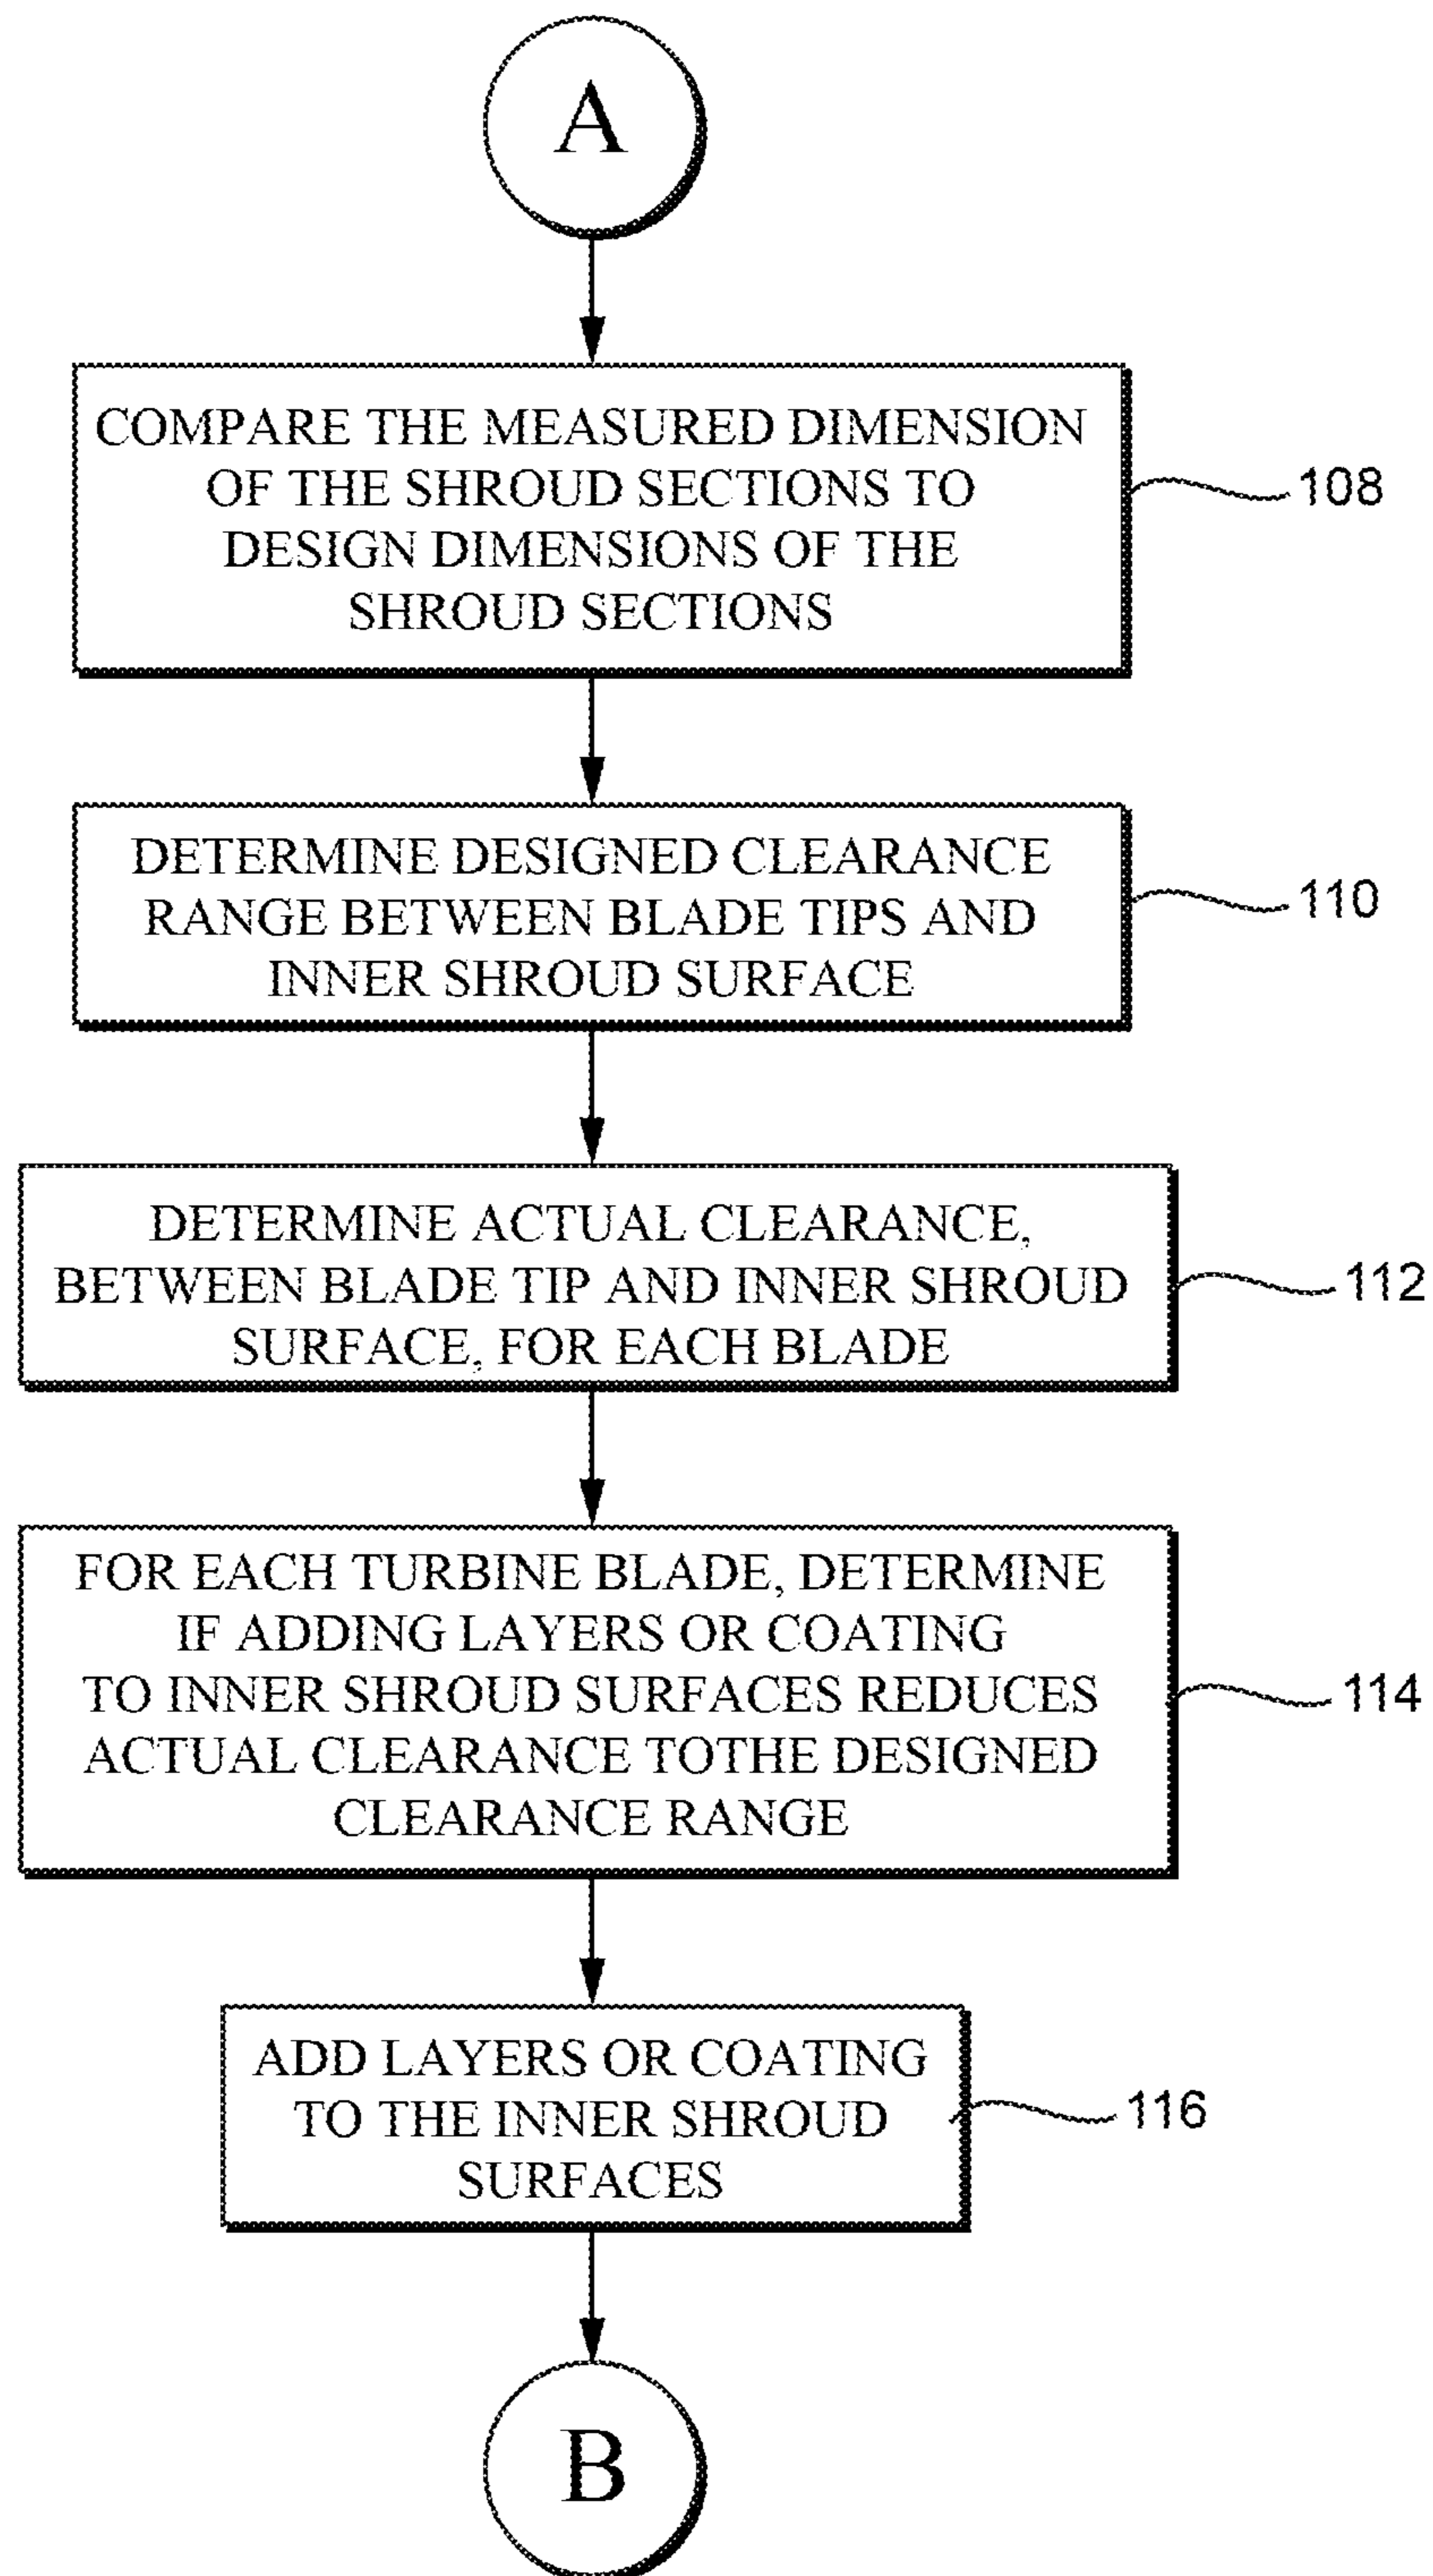 A
COMPARE THE MEASURED DIMENSION
OF THE SHROUD SECTIONS TO
DESIGN DIMENSIONS OF THE
SHROUD SECTIONS
108
DETERMINE DESIGNED CLEARANCE
RANGE BETWEEN BLADE TIPS AND
INNER SHROUD SURFACE
110
DETERMINE ACTUAL CLEARANCE,
BETWEEN BLADE TIP AND INNER SHROUD
SURFACE, FOR EACH BLADE
112
FOR EACH TURBINE BLADE, DETERMINE
IF ADDING LAYERS OR COATING
TO INNER SHROUD SURFACES REDUCES
ACTUAL CLEARANCE TOTHE DESIGNED
CLEARANCE RANGE
114
ADD LAYERS OR COATING
TO THE INNER SHROUD
SURFACES
116
B